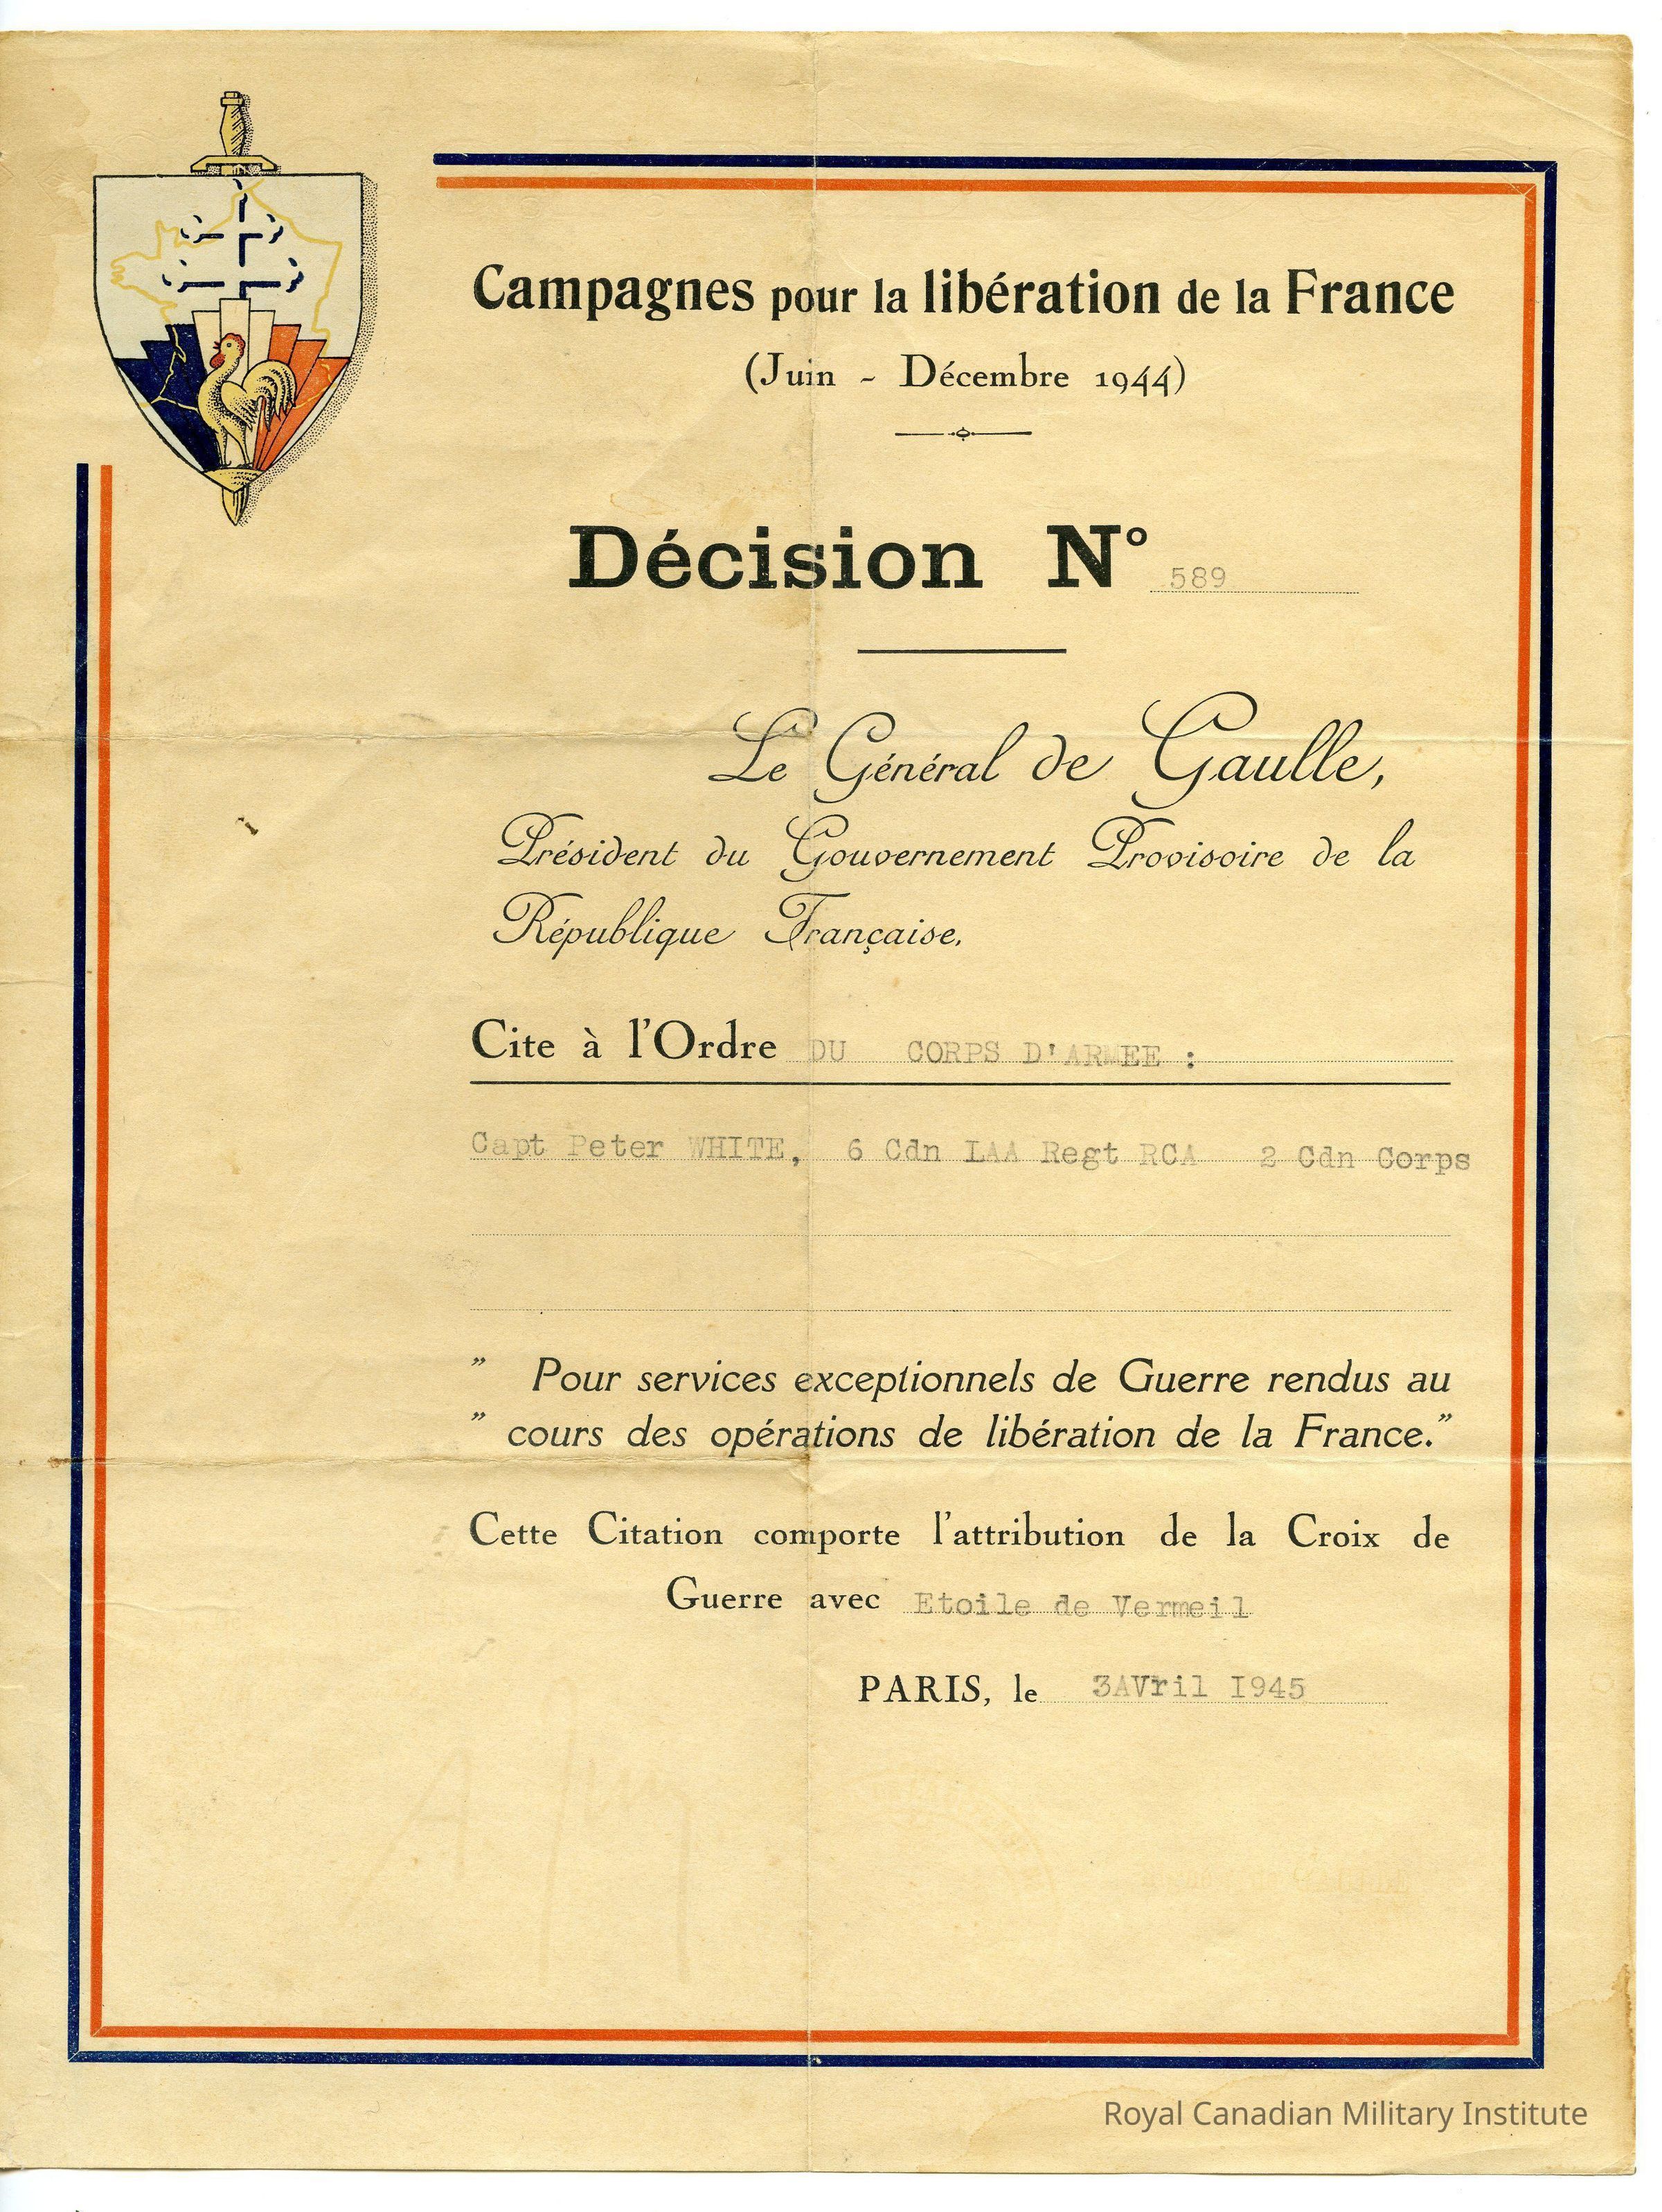 Campagnes pour la libération de la France
(Juin - Décembre 1944)
Décision N° 589
Le Général de Gaulle,
Président du Gouvernement Provisoire de la
République Française,
Cite à l'Ordre DU CORPS D'ARMEE :
Capt Peter WHITE, 6 Cdn LAA Regt RCA 2 Cdn Corps
" Pour services exceptionnels de Guerre rendus au
" cours des opérations de libération de la France."
Cette Citation comporte l'attribution de la Croix de
Guerre avec Etoile de Vermeil
PARIS, le 3AVril I945
Royal Canadian Military Institute